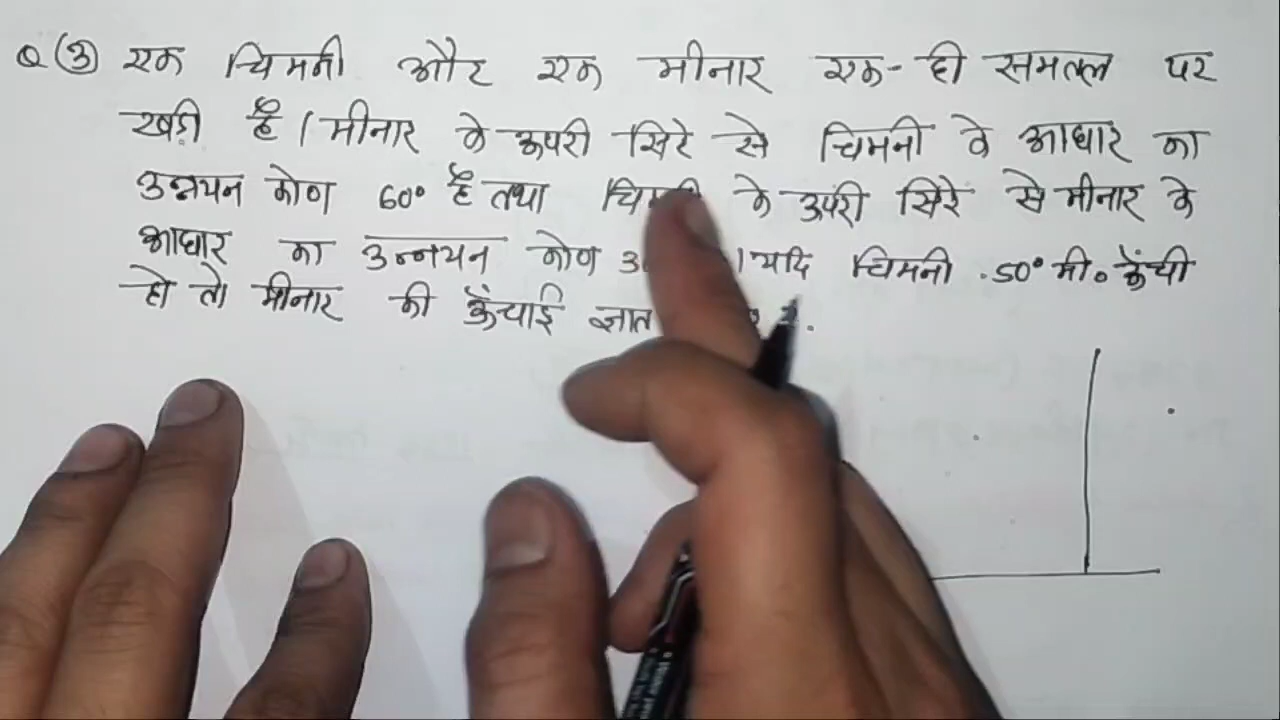 Q (3) एक चिमनी और एक मीनार एक-ही समतल पर
खड़ी है। मीनार के ऊपरी सिरे से चिमनी के आधार का
उन्नयन कोण 60° है तथा के ऊपरी सिरे से मीनार के
आधार का उन्नयन कोण । यदि चिमनी .50° मी० ऊँची
हो तो मीनार की ऊँचाई ज्ञात